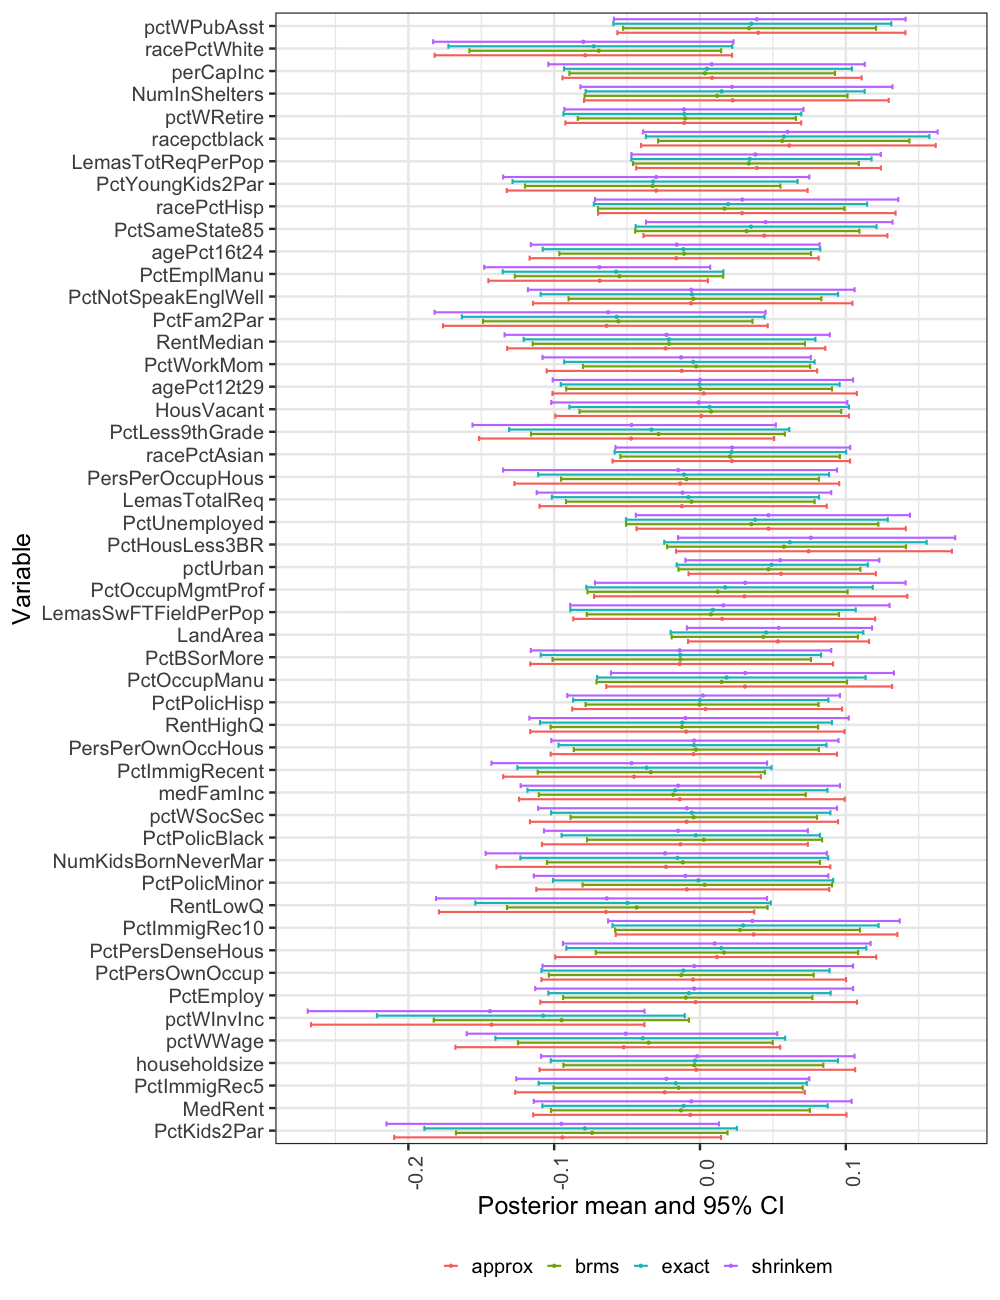 pctWPubAsst
racePctWhite
perCapInc
NumInShelters
pctWRetire
racepctblack
LemasTotReqPerPop
PctYoungKids2Par
racePctHisp
PctSameState85
agePct16t24
PctEmplManu
PctNotSpeakEnglWell
PctFam2Par
RentMedian
PctWorkMom
agePct12t29
HousVacant
PctLess9thGrade
racePctAsian
PersPerOccupHous
LemasTotalReq
PctUnemployed
PctHousLess3BR
pctUrban
PctOccupMgmtProf
LemasSwFTFieldPerPop
LandArea
PctBSorMore
PctOccupManu
PctPolicHisp
RentHighQ
PersPerOwnOccHous
PctImmigRecent
medFamInc
pctWSocSec
PctPolicBlack
NumKidsBornNeverMar
PctPolicMinor
RentLowQ
PctImmigRec10
PctPersDenseHous
PctPersOwnOccup
PctEmploy
pctWInvInc
pctWWage
householdsize
PctImmigRec5
MedRent
PctKids2Par
Variable
-0.2 -0.1 0.0 0.1
Posterior mean and 95% CI
approx brms exact shrinkem